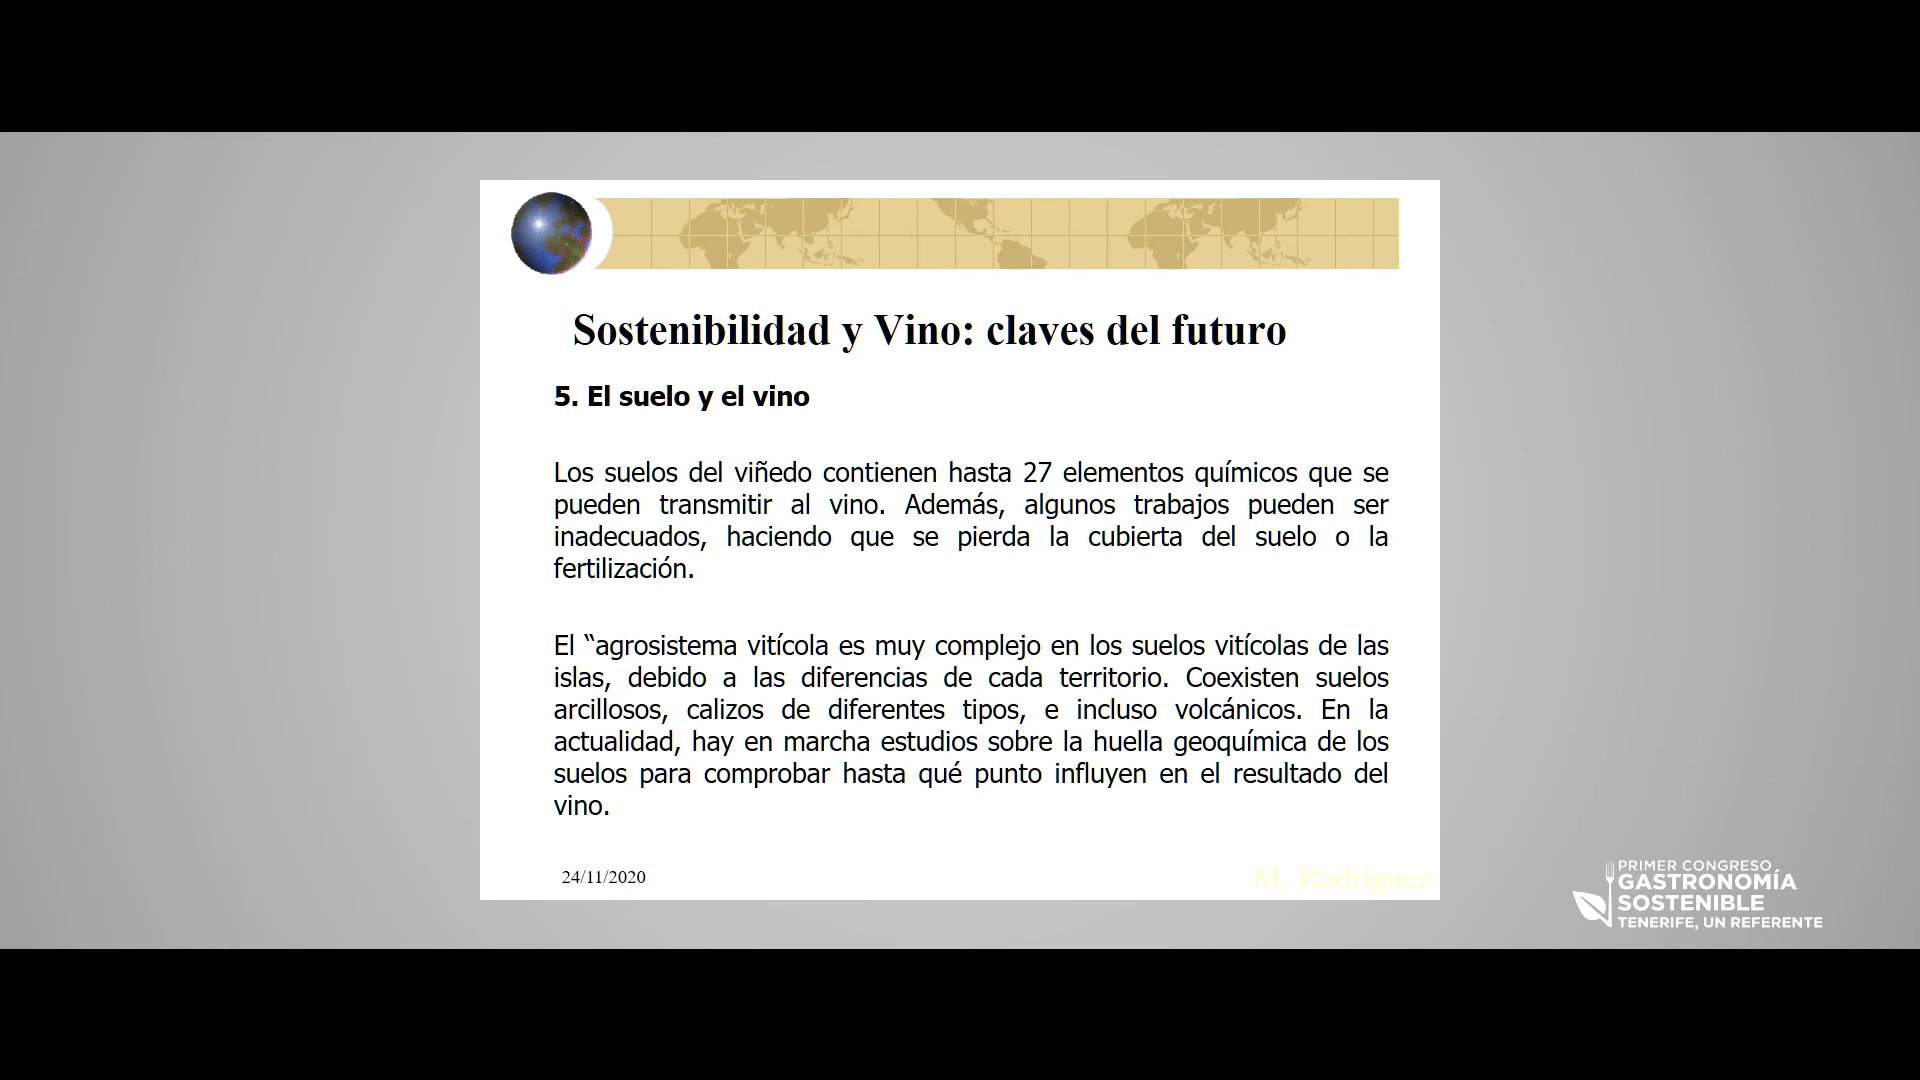 Sostenibilidad y Vino: claves del futuro
5. El suelo y el vino
Los suelos del viñedo contienen hasta 27 elementos químicos que se
pueden transmitir al vino. Además, algunos trabajos pueden ser
inadecuados, haciendo que se pierda la cubierta del suelo o la
fertilización.
El “agrosistema vitícola es muy complejo en los suelos vitícolas de las
islas, debido a las diferencias de cada territorio. Coexisten suelos
arcillosos, calizos de diferentes tipos, e incluso volcánicos. En la
actualidad, hay en marcha estudios sobre la huella geoquímica de los
suelos para comprobar hasta qué punto influyen en el resultado del
vino.
24/11/2020
M. Rodríguez
PRIMER CONGRESO
GASTRONOMÍA
SOSTENIBLE
TENERIFE, UN REFERENTE